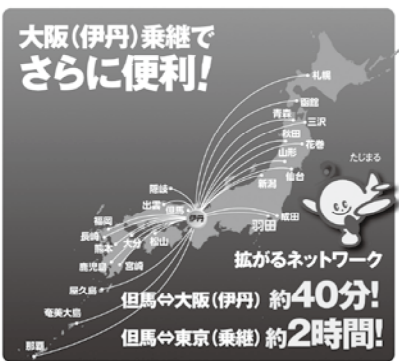 大阪(伊丹)乗継で
さらに便利!
札幌
函館
青森
三沢
秋田
花巻
山形
仙台
新潟
たじまる
隠岐
出雲
但馬
伊丹
成田
羽田
福岡
長崎
熊本
大分
松山
鹿児島
宮崎
屋久島
奄美大島
那覇
拡がるネットワーク
但馬⇔大阪(伊丹) 約40分!
但馬⇔東京(乗継) 約2時間!